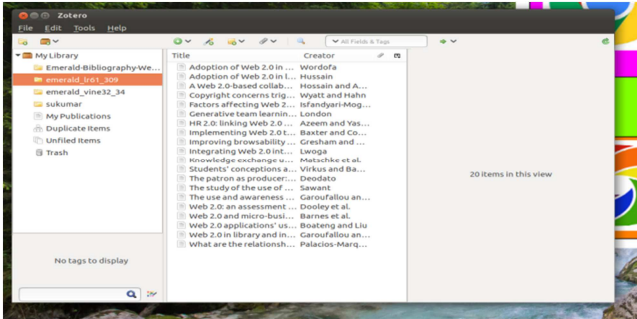 Zotero
File Edit Tools Help
All Fields & Tags
My Library
Emerald-Bibliography-We...
emerald_lr61_309
emerald_vine32_34
sukumar
My Publications
Duplicate Items
Unfiled Items
Trash
No tags to display
Title Creator
Adoption of Web 2.0 in ... Wordofa
Adoption of Web 2.0 in l... Hussain
A Web 2.0-based collab... Hossain and A...
Copyright concerns trig... Wyatt and Hahn
Factors affecting Web 2... Isfandyari-Mog...
Generative team learnin... London
HR 2.0: linking Web 2.0 ... Azeem and Yas...
Implementing Web 2.0 t... Baxter and Co...
Improving browsability ... Gresham and ...
Integrating Web 2.0 int... Lwoga
Knowledge exchange u... Matschke et al.
Students' conceptions a... Virkus and Ba...
The patron as producer:... Deodato
The study of the use of ... Sawant
The use and awareness ... Garoufallou an...
Web 2.0: an assessment ... Dooley et al.
Web 2.0 and micro-busi... Barnes et al.
Web 2.0 applications' us... Boateng and Liu
Web 2.0 in library and in... Garoufallou an...
What are the relationsh... Palacios-Marq...
20 items in this view